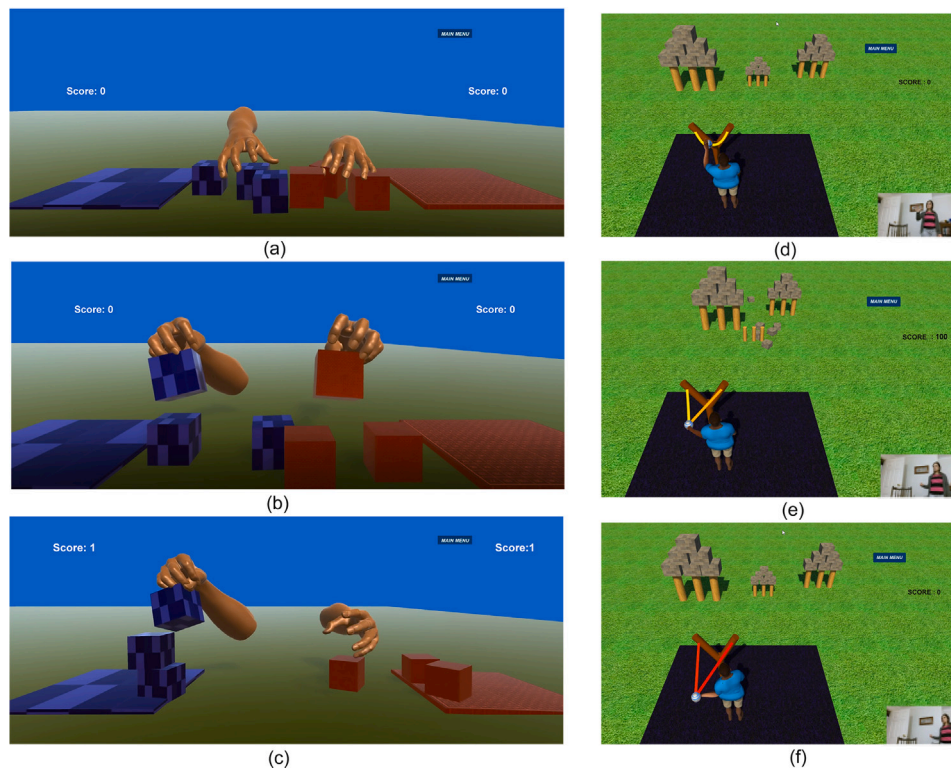 MAIN MENU
Score: 0
Score: 0
(a)
MAIN MENU
SCORE : 0
(d)
MAIN MENU
Score: 0
Score: 0
(b)
MAIN MENU
SCORE : 100
(e)
MAIN MENU
Score: 1
Score:1
(c)
MAIN MENU
SCORE : 0
(f)